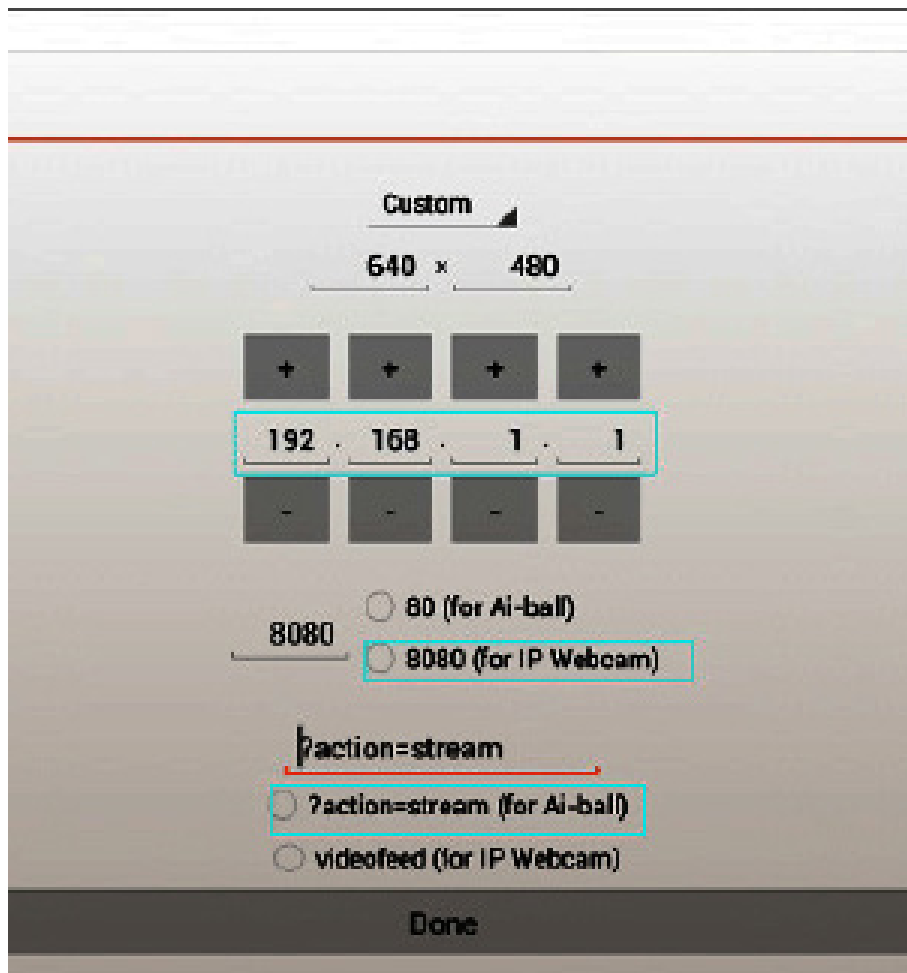 Custom
640 × 480
+ + + +
192 . 168 . 1 . 1
- - - -
80 (for Ai-ball)
8080
8080 (for IP Webcam)
?action=stream
?action=stream (for Ai-ball)
videofeed (for IP Webcam)
Done